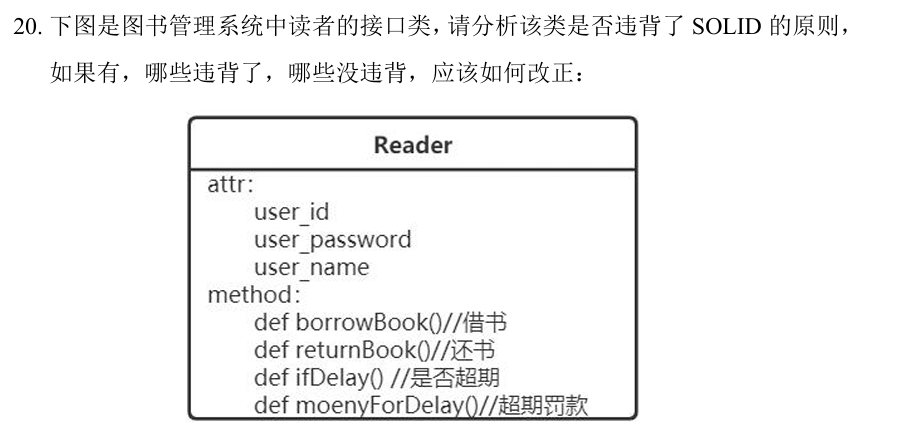 20. 下图是图书管理系统中读者的接口类，请分析该类是否违背了 SOLID 的原则，
如果有，哪些违背了，哪些没违背，应该如何改正：
Reader
attr:
user_id
user_password
user_name
method:
def borrowBook()//借书
def returnBook()//还书
def ifDelay() //是否超期
def moenyForDelay()//超期罚款